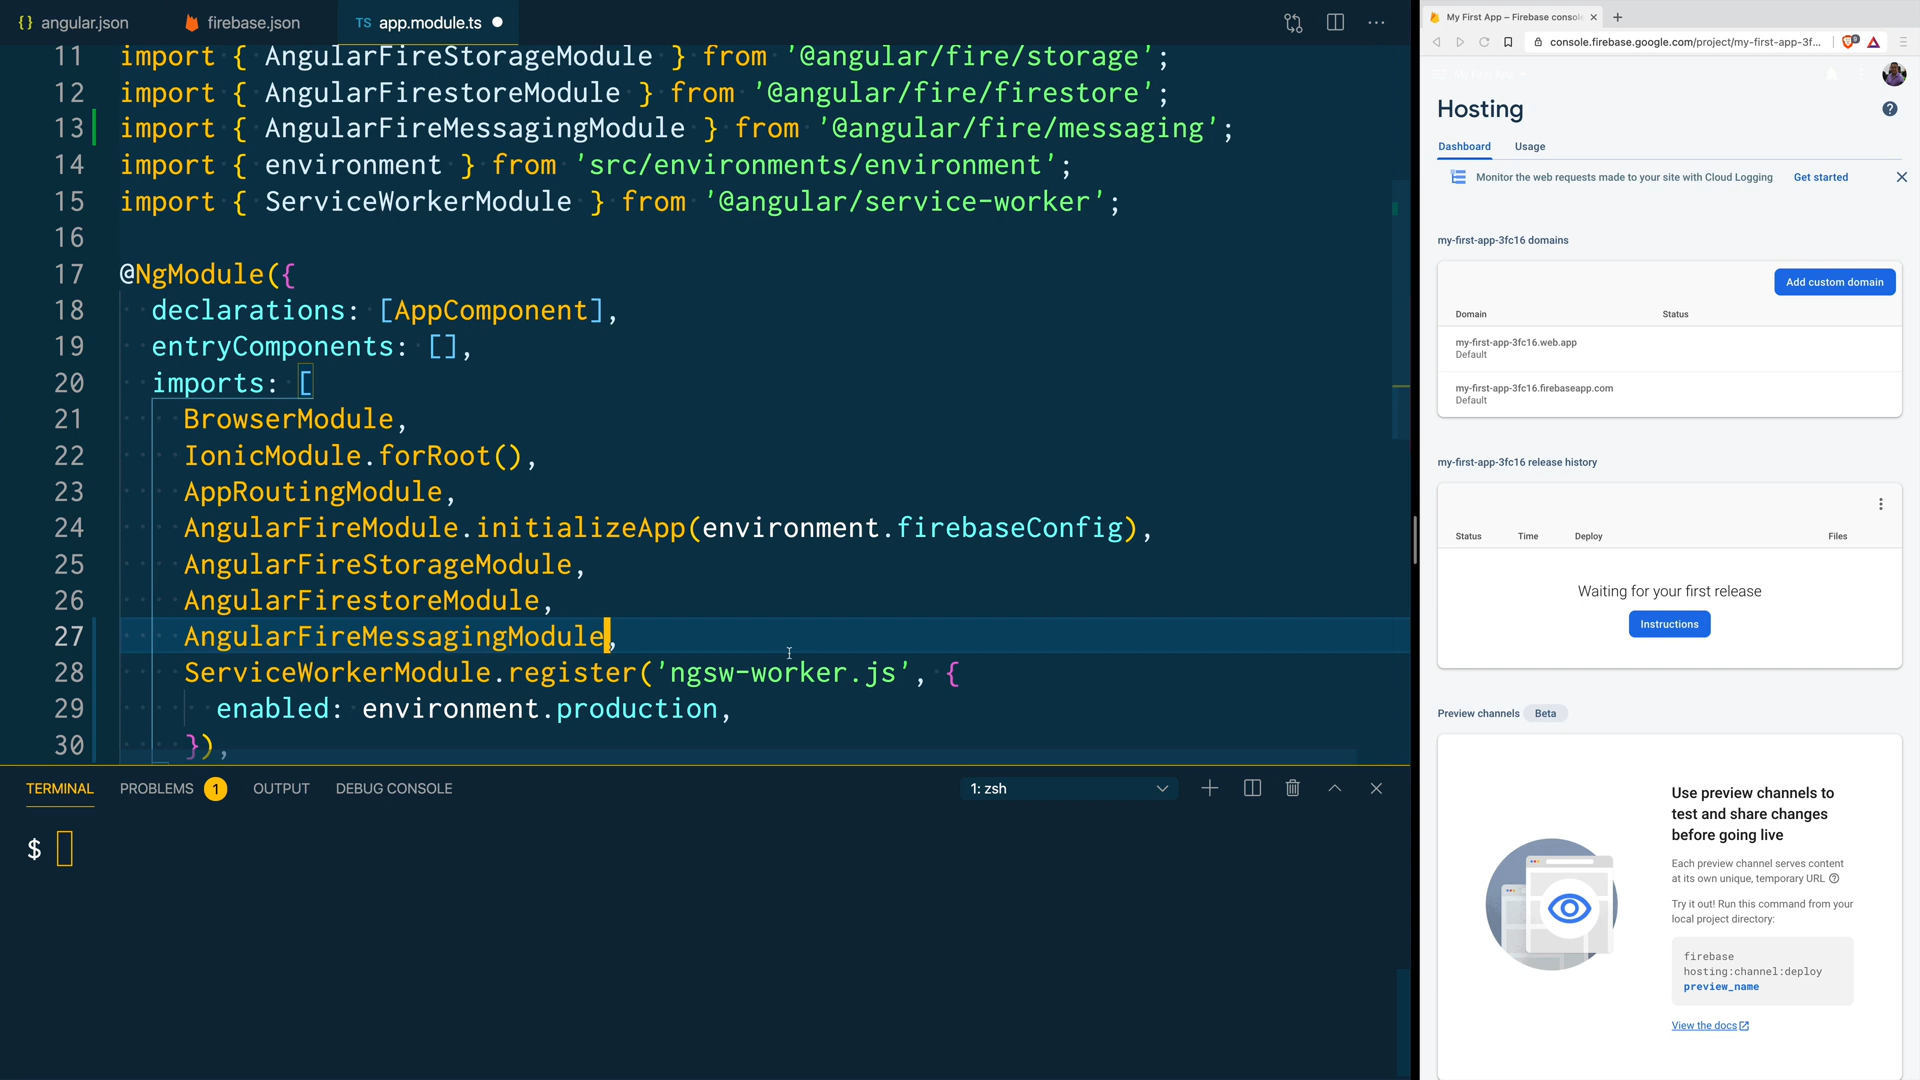 { } angular.json
firebase.json
TS app.module.ts
11 import { AngularFireStorageModule } from '@angular/fire/storage';
12 import { AngularFirestoreModule } from '@angular/fire/firestore';
13 import { AngularFireMessagingModule } from '@angular/fire/messaging';
14 import { environment } from 'src/environments/environment';
15 import { ServiceWorkerModule } from '@angular/service-worker';
16
17 @NgModule({
18 declarations: [AppComponent],
19 entryComponents: [],
20 imports: [
21 BrowserModule,
22 IonicModule.forRoot(),
23 AppRoutingModule,
24 AngularFireModule.initializeApp(environment.firebaseConfig),
25 AngularFireStorageModule,
26 AngularFirestoreModule,
27 AngularFireMessagingModule,
28 ServiceWorkerModule.register('ngsw-worker.js', {
29 enabled: environment.production,
30 }),
TERMINAL PROBLEMS 1 OUTPUT DEBUG CONSOLE 1: zsh
$
My First App – Firebase consol
console.firebase.google.com/project/my-first-app-3f...
My First App
Hosting
Dashboard Usage
Monitor the web requests made to your site with Cloud Logging Get started
my-first-app-3fc16 domains
Add custom domain
Domain Status
my-first-app-3fc16.web.app
Default
my-first-app-3fc16.firebaseapp.com
Default
my-first-app-3fc16 release history
Status Time Deploy Files
Waiting for your first release
Instructions
Preview channels Beta
Use preview channels to
test and share changes
before going live
Each preview channel serves content
at its own unique, temporary URL
Try it out! Run this command from your
local project directory:
firebase
hosting:channel:deploy
preview_name
View the docs